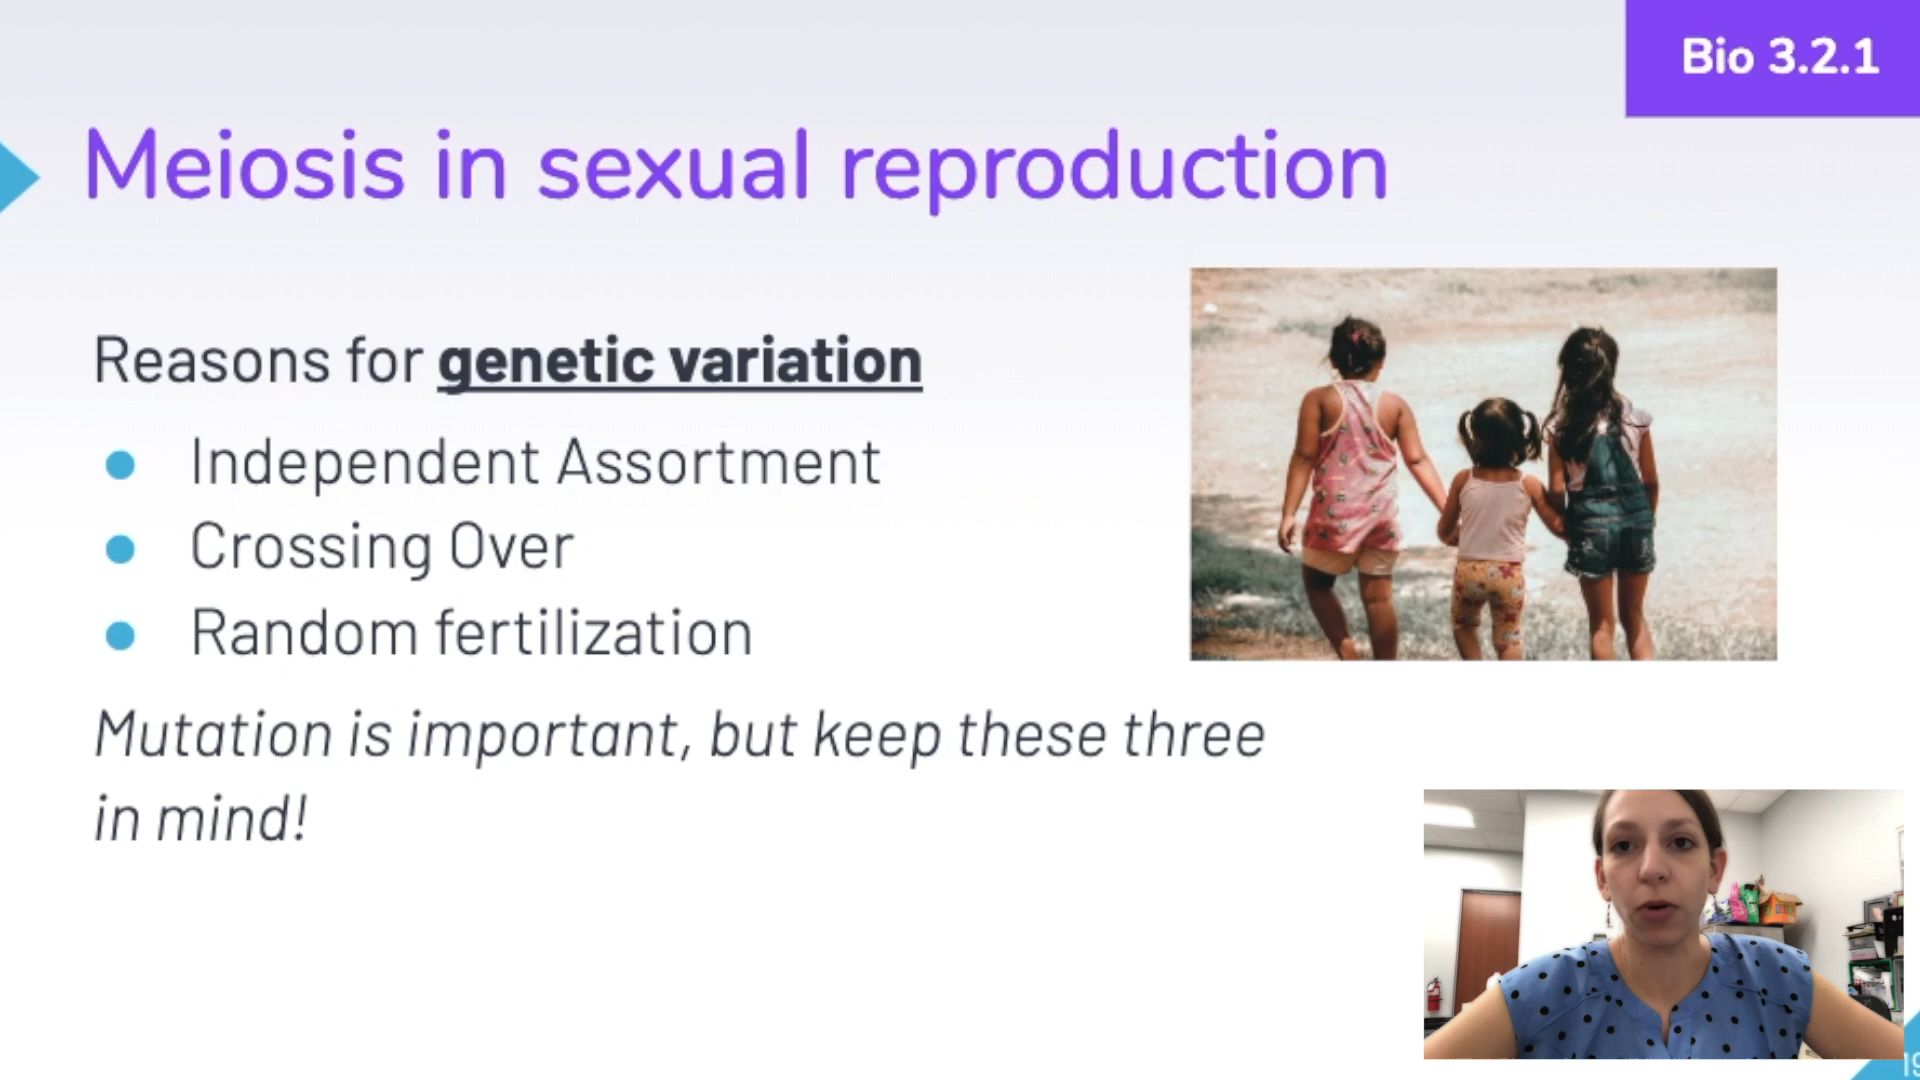 Bio 3.2.1
Meiosis in sexual reproduction
Reasons for genetic variation
Independent Assortment
Crossing Over
Random fertilization
Mutation is important, but keep these three
in mind!